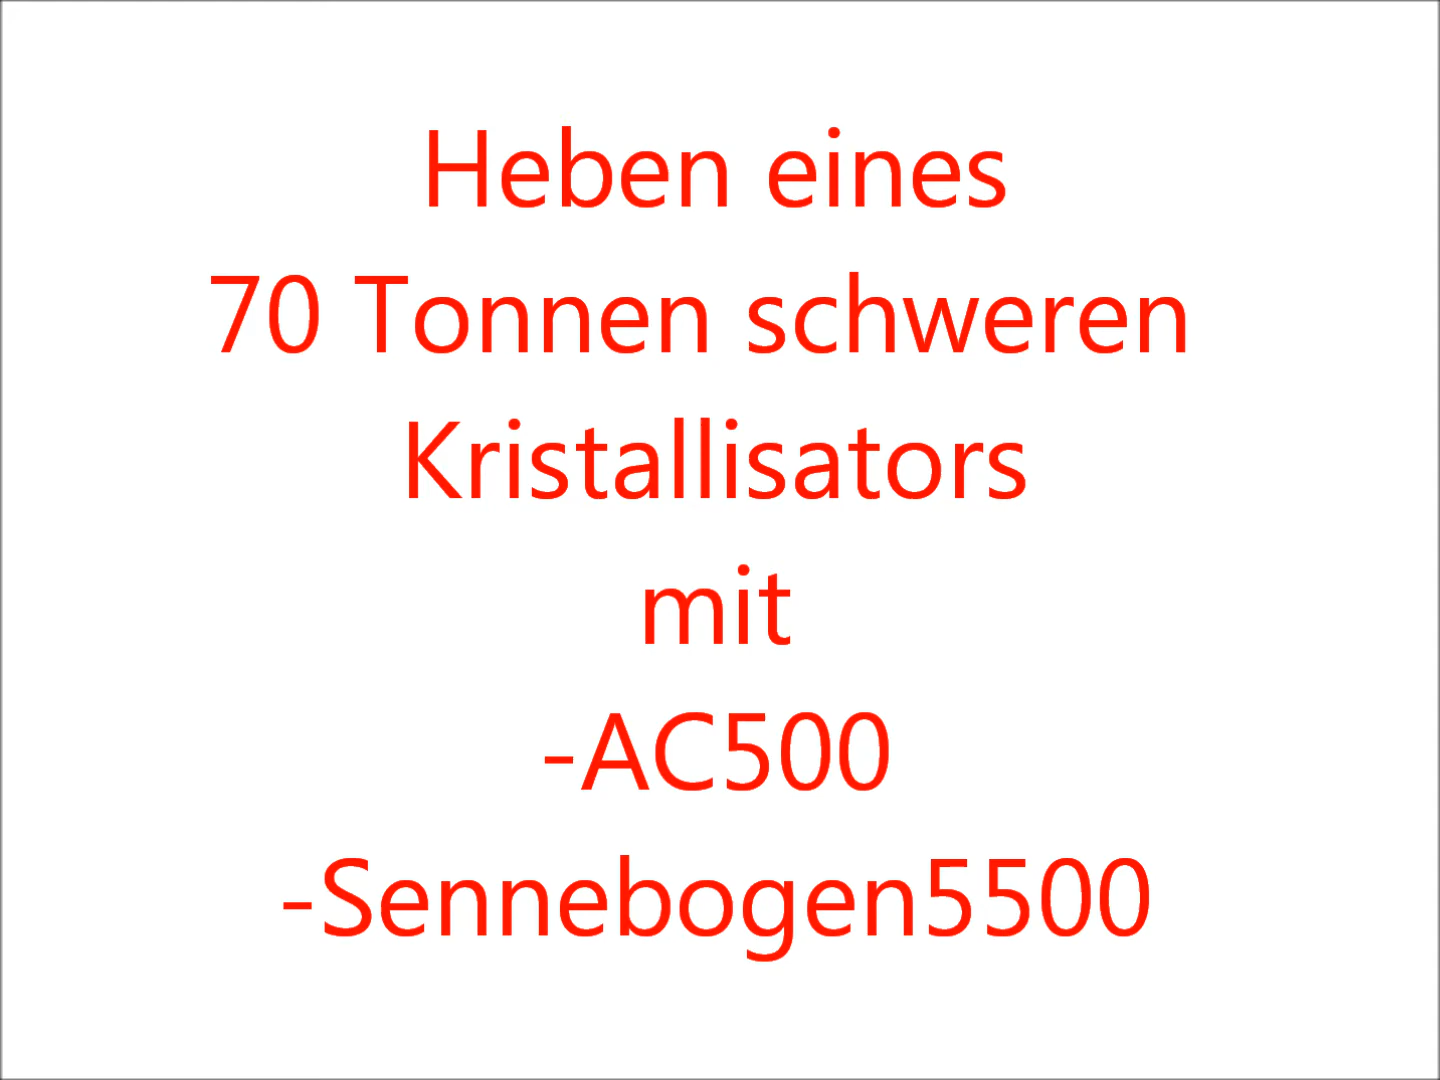 Heben eines
70 Tonnen schweren
Kristallisators
mit
-AC500
-Sennebogen5500